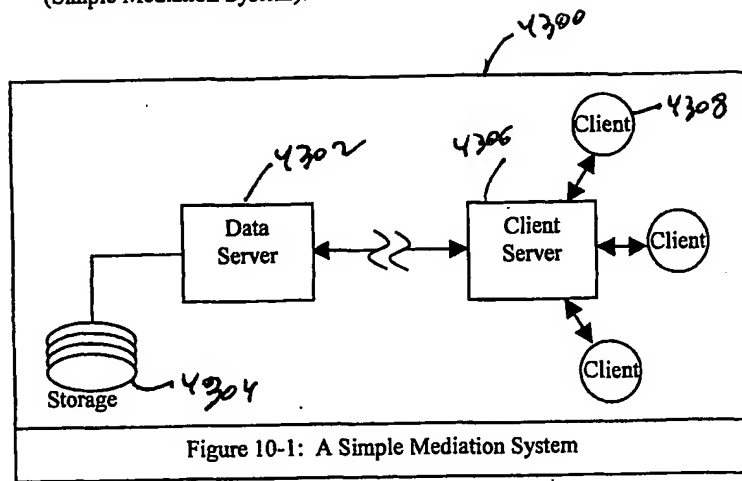 (Simple Mediation System).
4300
Client
4308
4302
4306
Data
Server
Client
Server
Client
Client
Storage
4304
Figure 10-1: A Simple Mediation System